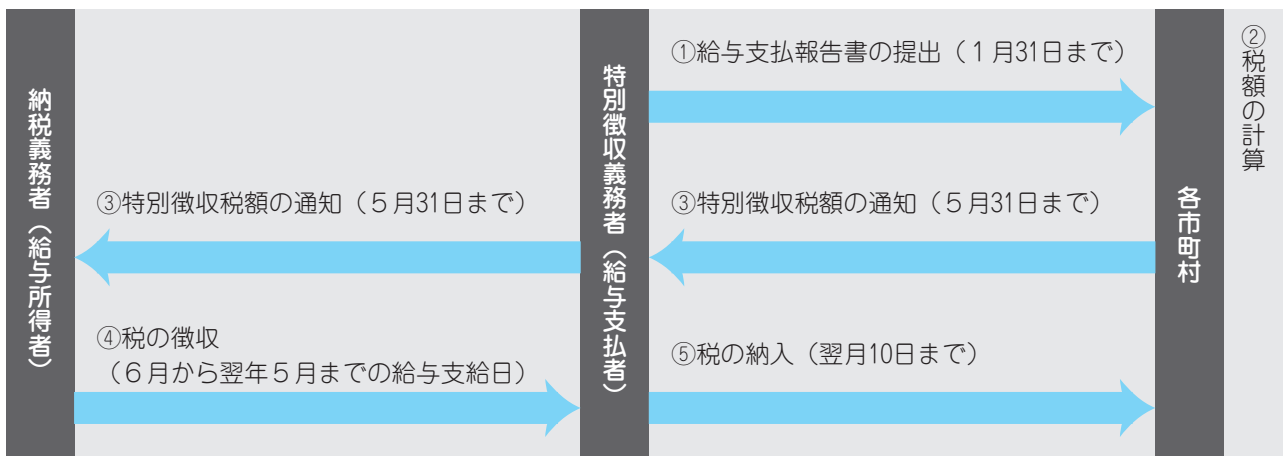 納税義務者（給与所得者）
特別徴収義務者（給与支払者）
各市町村
①給与支払報告書の提出（１月31日まで）
②税額の計算
③特別徴収税額の通知（５月31日まで）
③特別徴収税額の通知（５月31日まで）
④税の徴収
（６月から翌年５月までの給与支給日）
⑤税の納入（翌月10日まで）